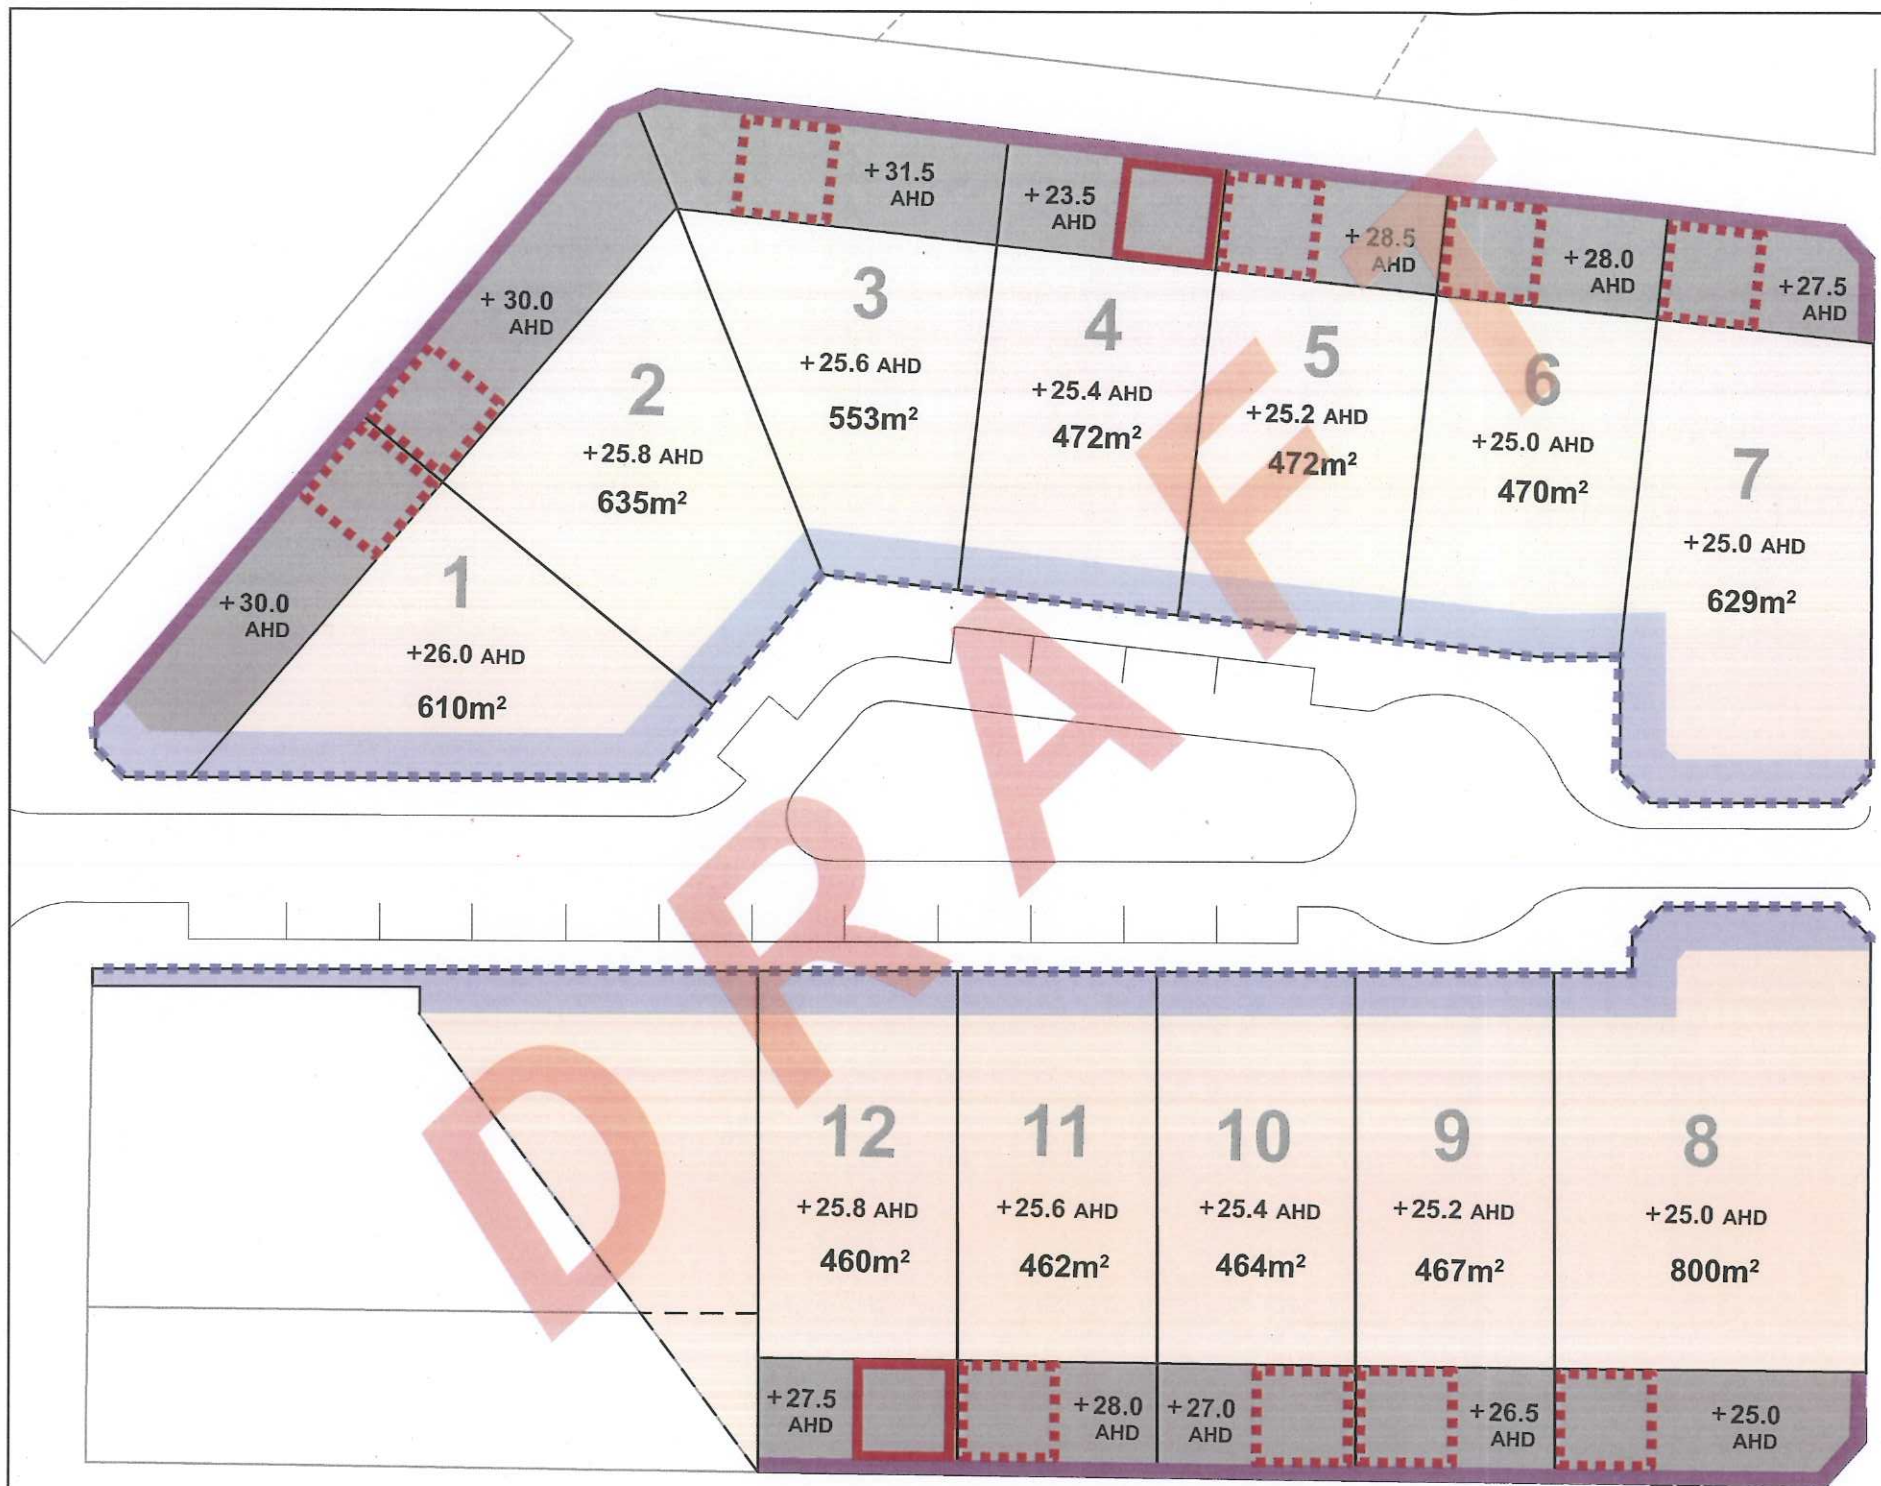 +31.5
AHD
+23.5
AHD
+28.5
AHD
+28.0
AHD
+27.5
AHD
+30.0
AHD
+30.0
AHD
1
+26.0 AHD
610m²
2
+25.8 AHD
635m²
3
+25.6 AHD
553m²
4
+25.4 AHD
472m²
5
+25.2 AHD
472m²
6
+25.0 AHD
470m²
7
+25.0 AHD
629m²
DRAFT
12
+25.8 AHD
460m²
11
+25.6 AHD
462m²
10
+25.4 AHD
464m²
9
+25.2 AHD
467m²
8
+25.0 AHD
800m²
+27.5
AHD
+28.0
AHD
+27.0
AHD
+26.5
AHD
+25.0
AHD